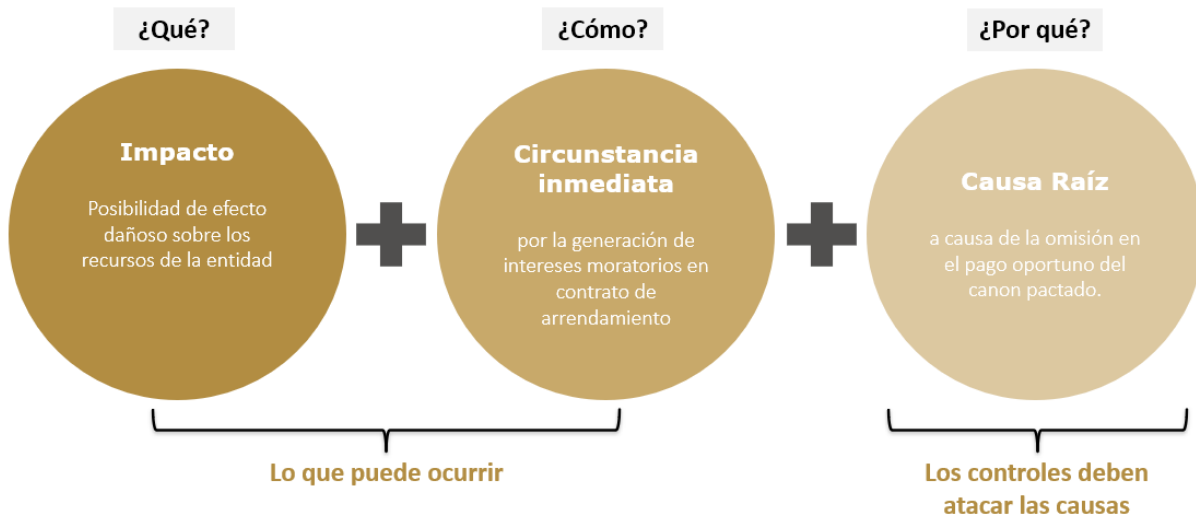 ¿Qué?
¿Cómo?
¿Por qué?
Impacto
Posibilidad de efecto
dañoso sobre los
recursos de la entidad
Circunstancia
inmediata
por la generación de
intereses moratorios en
contrato de
arrendamiento
Causa Raíz
a causa de la omisión en
el pago oportuno del
canon pactado.
Lo que puede ocurrir
Los controles deben
atacar las causas